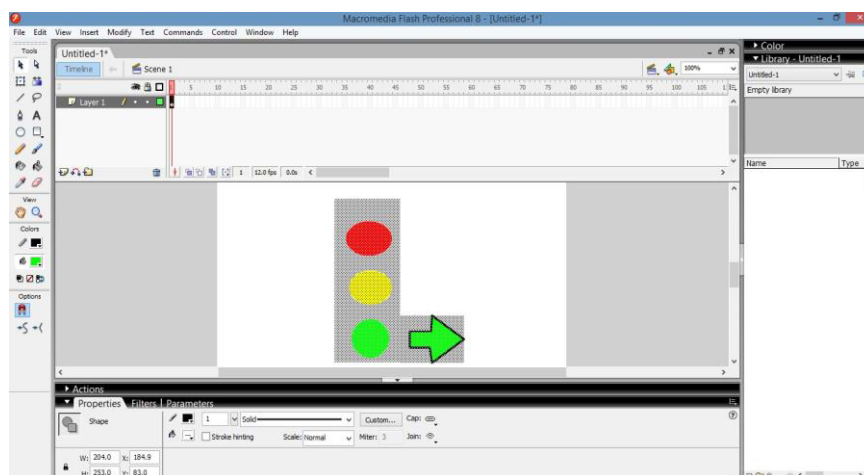 Macromedia Flash Professional 8 - [Untitled-1*]
File Edit View Insert Modify Text Commands Control Window Help
Tools
Untitled-1*
Color
Library - Untitled-1
Timeline Scene 1 100%
Untitled-1
5 10 15 20 25 30 35 40 45 50 55 60 65 70 75 80 85 90 95 100 105
Empty library
Layer 1
A
Name Type
1 12.0 fps 0.0s
View
Colors
Options
Actions
Properties Filters Parameters
Shape 1 Solid Custom... Cap:
Stroke hinting Scale: Normal Miter: 3 Join:
W: 204.0 X: 184.9
H: 253.0 Y: 83.0